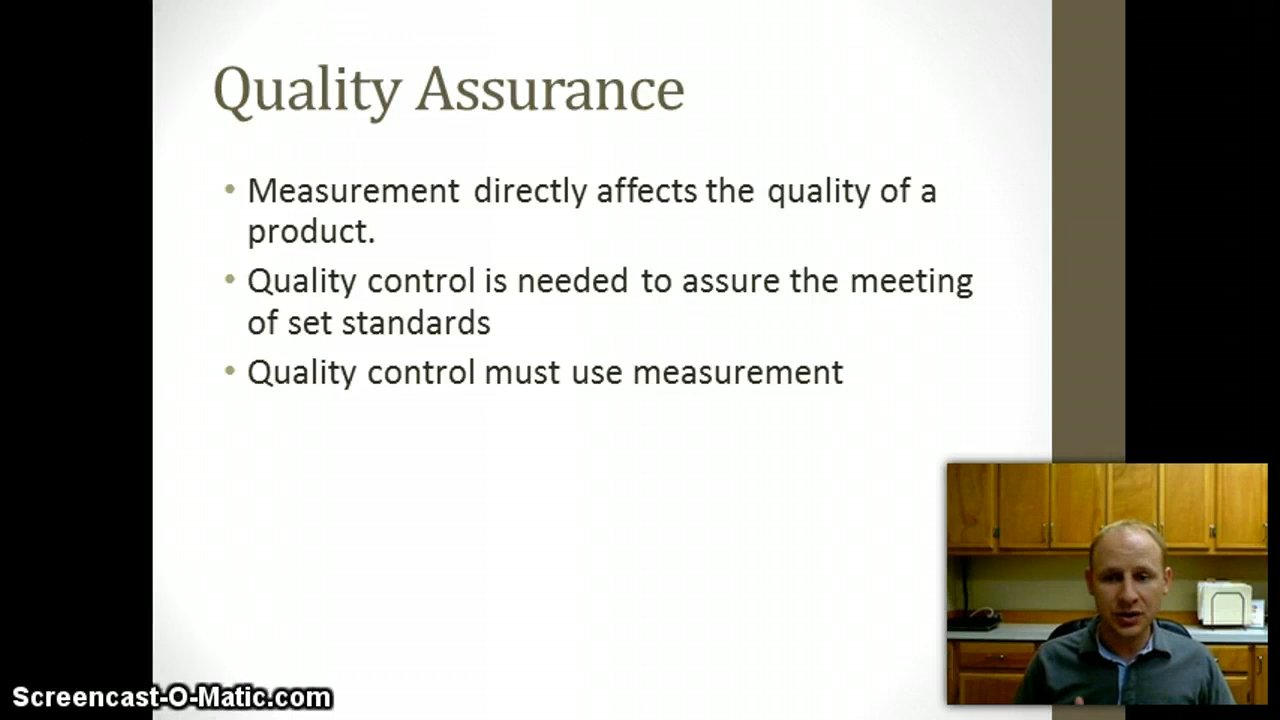 Quality Assurance
• Measurement directly affects the quality of a
product.
• Quality control is needed to assure the meeting
of set standards
• Quality control must use measurement
Screencast-O-Matic.com